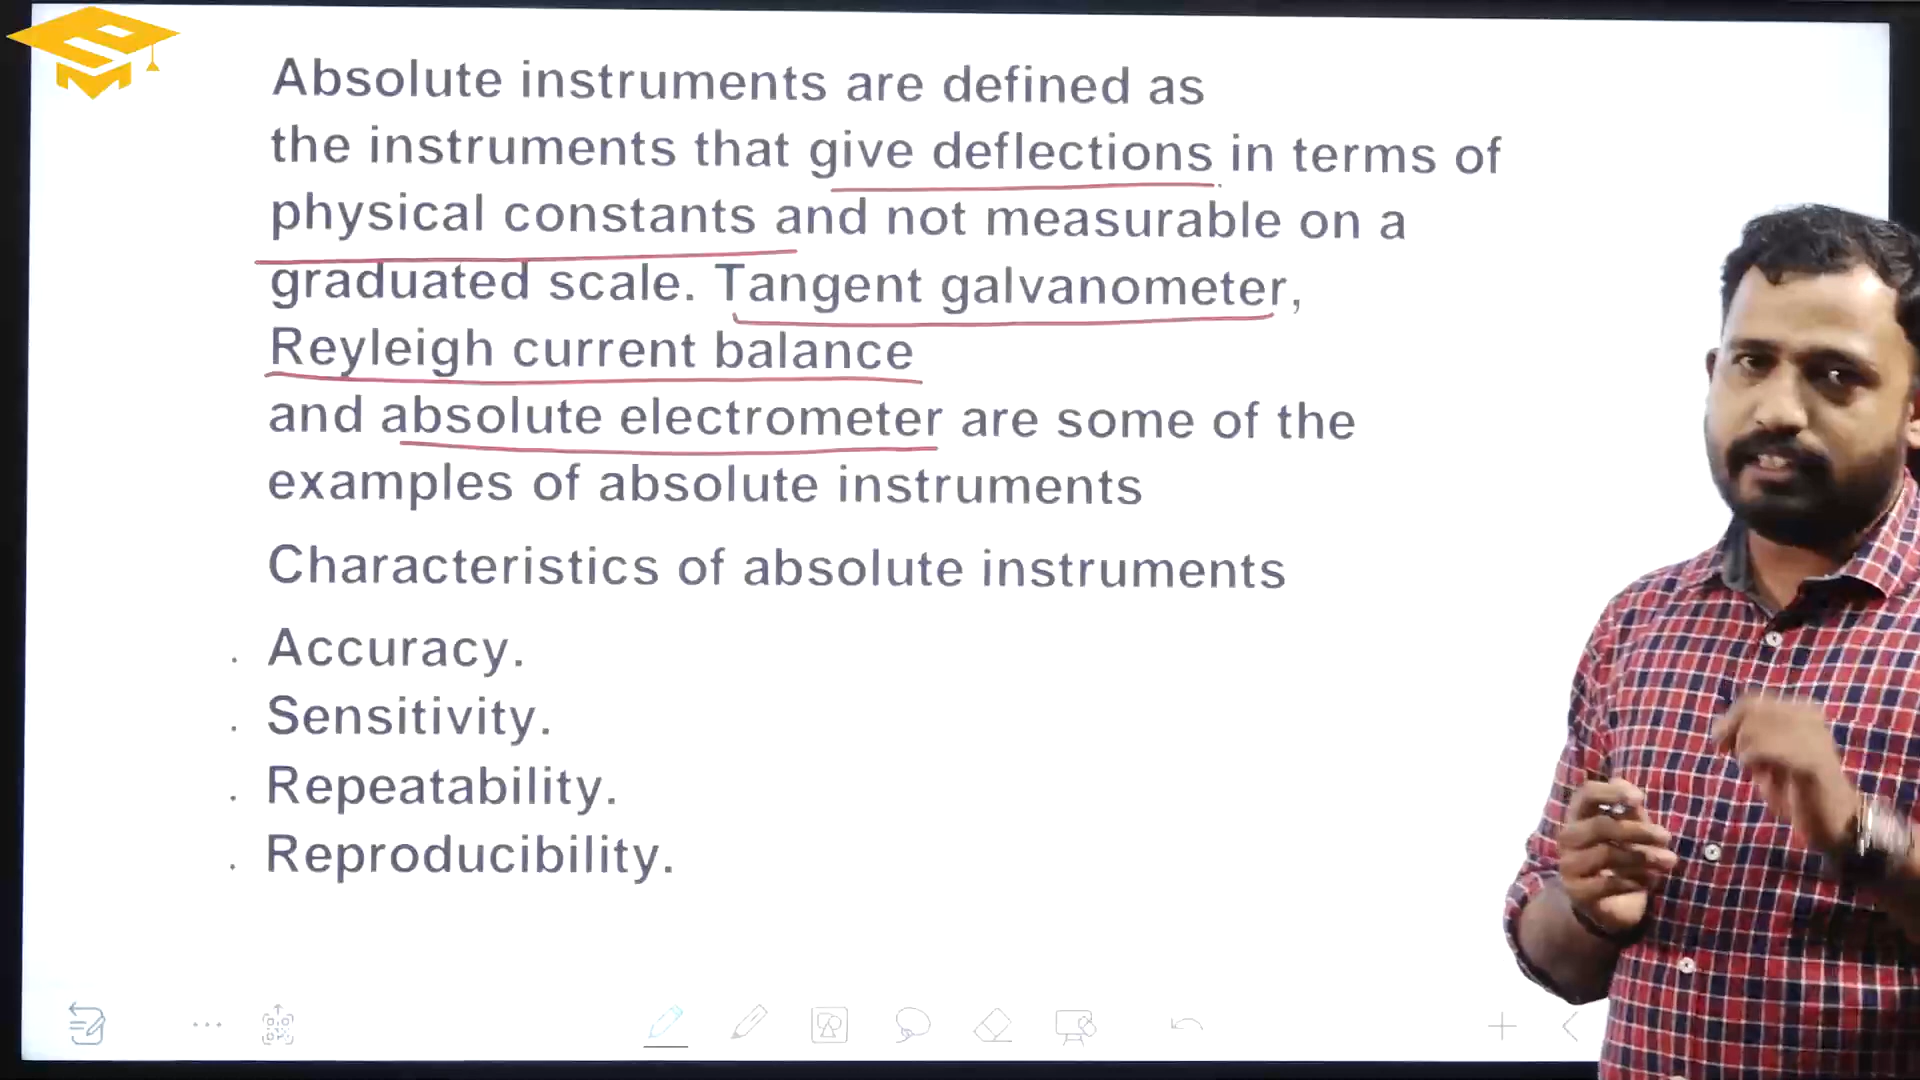 Absolute instruments are defined as
the instruments that give deflections in terms of
physical constants and not measurable on a
graduated scale. Tangent galvanometer,
Reyleigh current balance
and absolute electrometer are some of the
examples of absolute instruments
Characteristics of absolute instruments
. Accuracy.
. Sensitivity.
. Repeatability.
. Reproducibility.